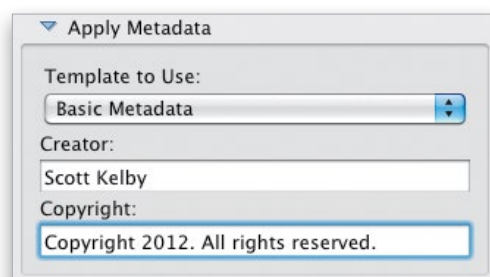 Apply Metadata
Template to Use:
Basic Metadata
Creator:
Scott Kelby
Copyright:
Copyright 2012. All rights reserved.